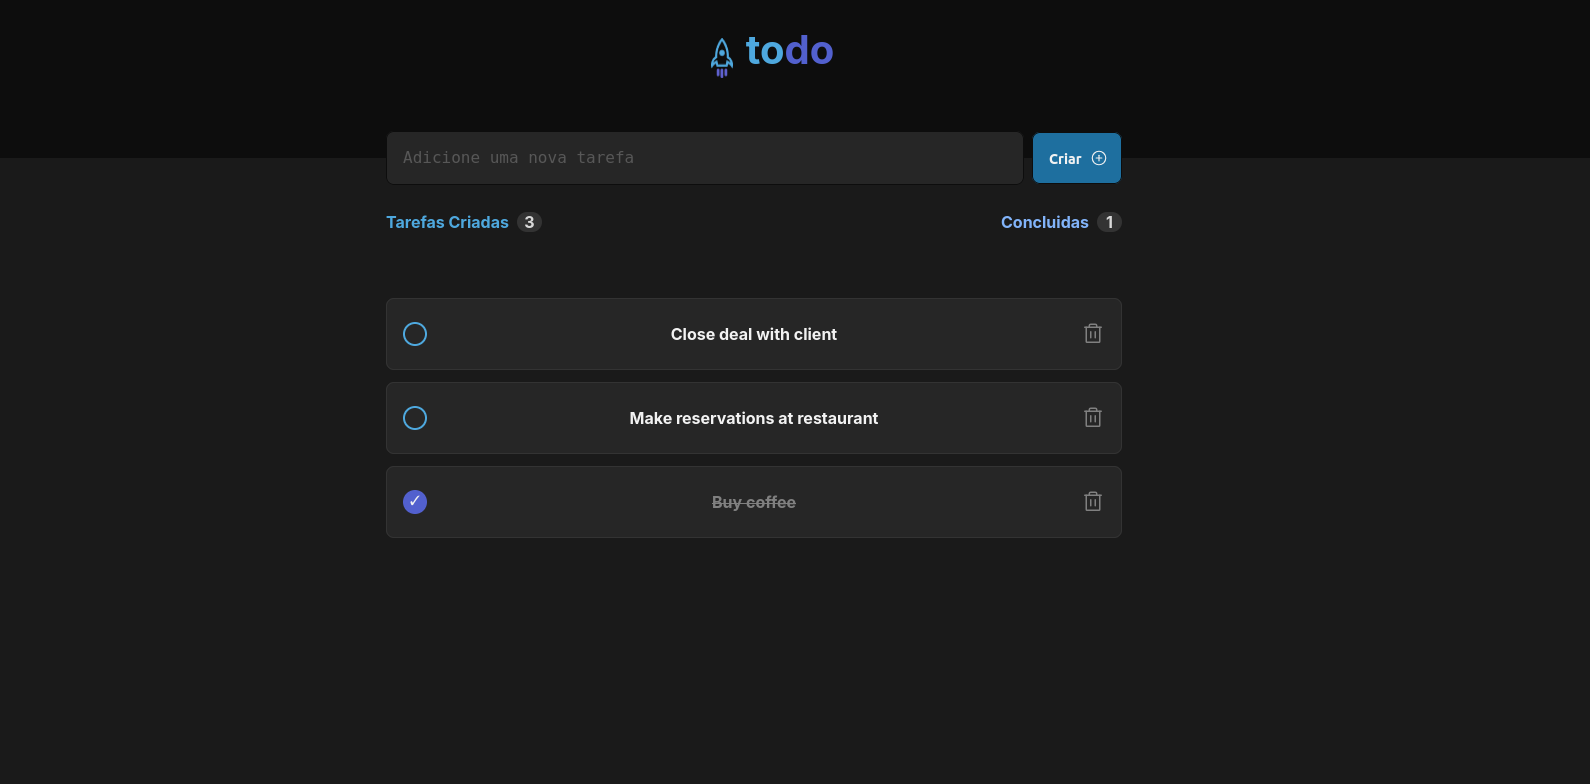 todo
Adicione uma nova tarefa
Criar
Tarefas Criadas 3
Concluidas 1
Close deal with client
Make reservations at restaurant
Buy coffee